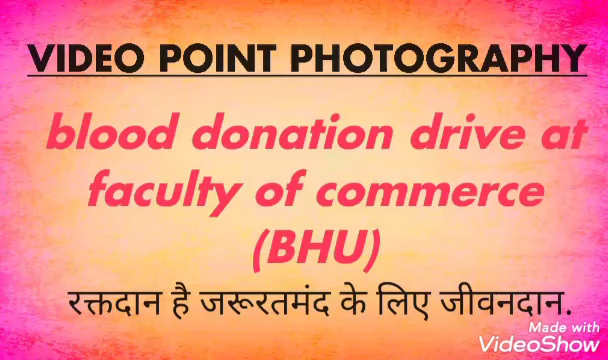 VIDEO POINT PHOTOGRAPHY
blood donation drive at
faculty of commerce
(BHU)
रक्तदान है जरूरतमंद के लिए जीवनदान.
Made with
VideoShow